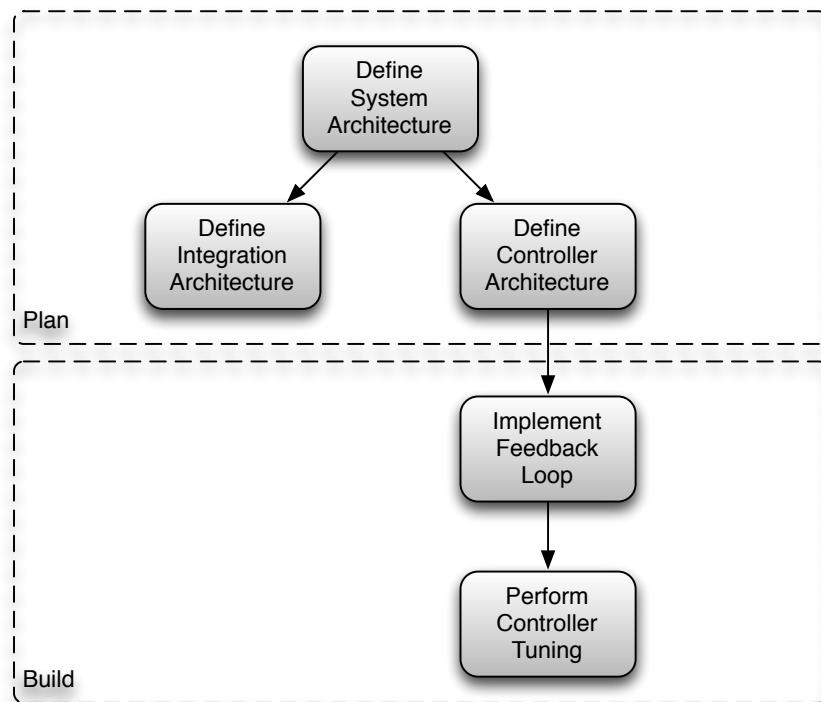 Define
System
Architecture
Define
Integration
Architecture
Define
Controller
Architecture
Plan
Implement
Feedback
Loop
Perform
Controller
Tuning
Build